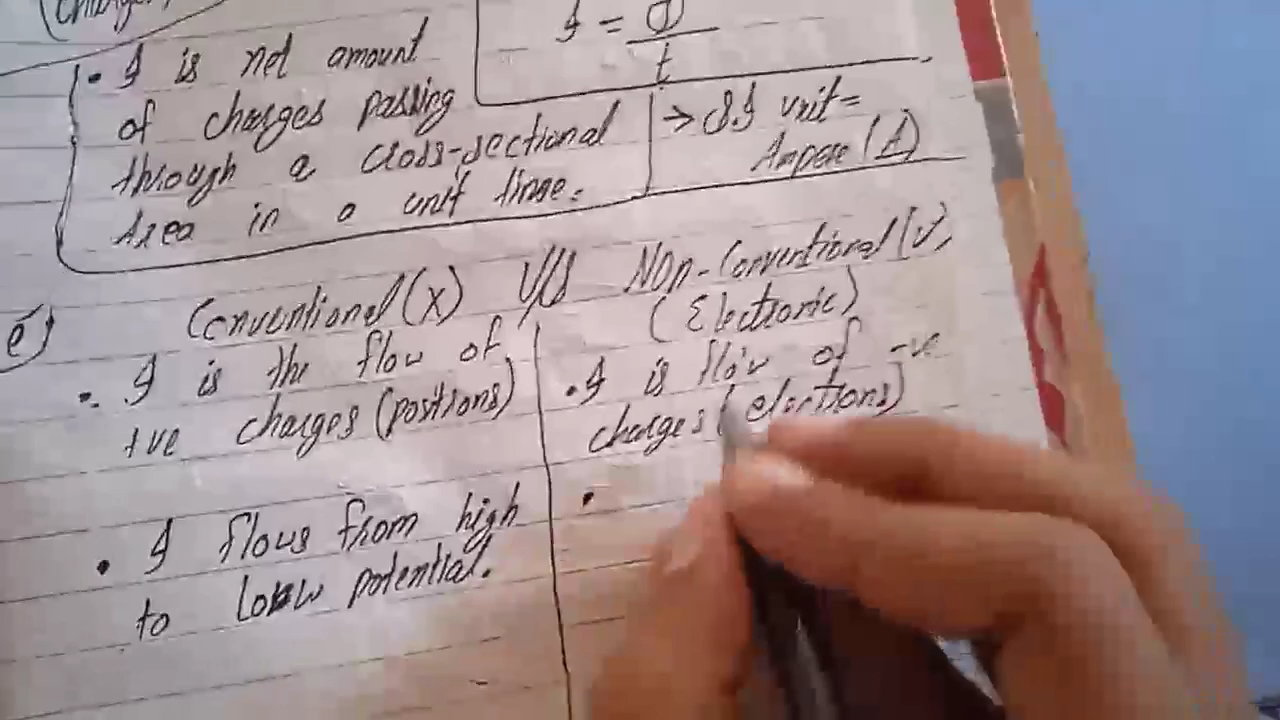 (charge
I = Q
t
• I is net amount
of charges passing
through a cross-sectional
Area in a unit time.
→ SI unit =
Ampere (A)
e) Conventional (x) V/S Non-Conventional (✓)
(Electronic)
• I is the flow of
+ve charges (positions)
• I flows from high
to low potential.
• I is flow of -ve
charges (electrons)
•